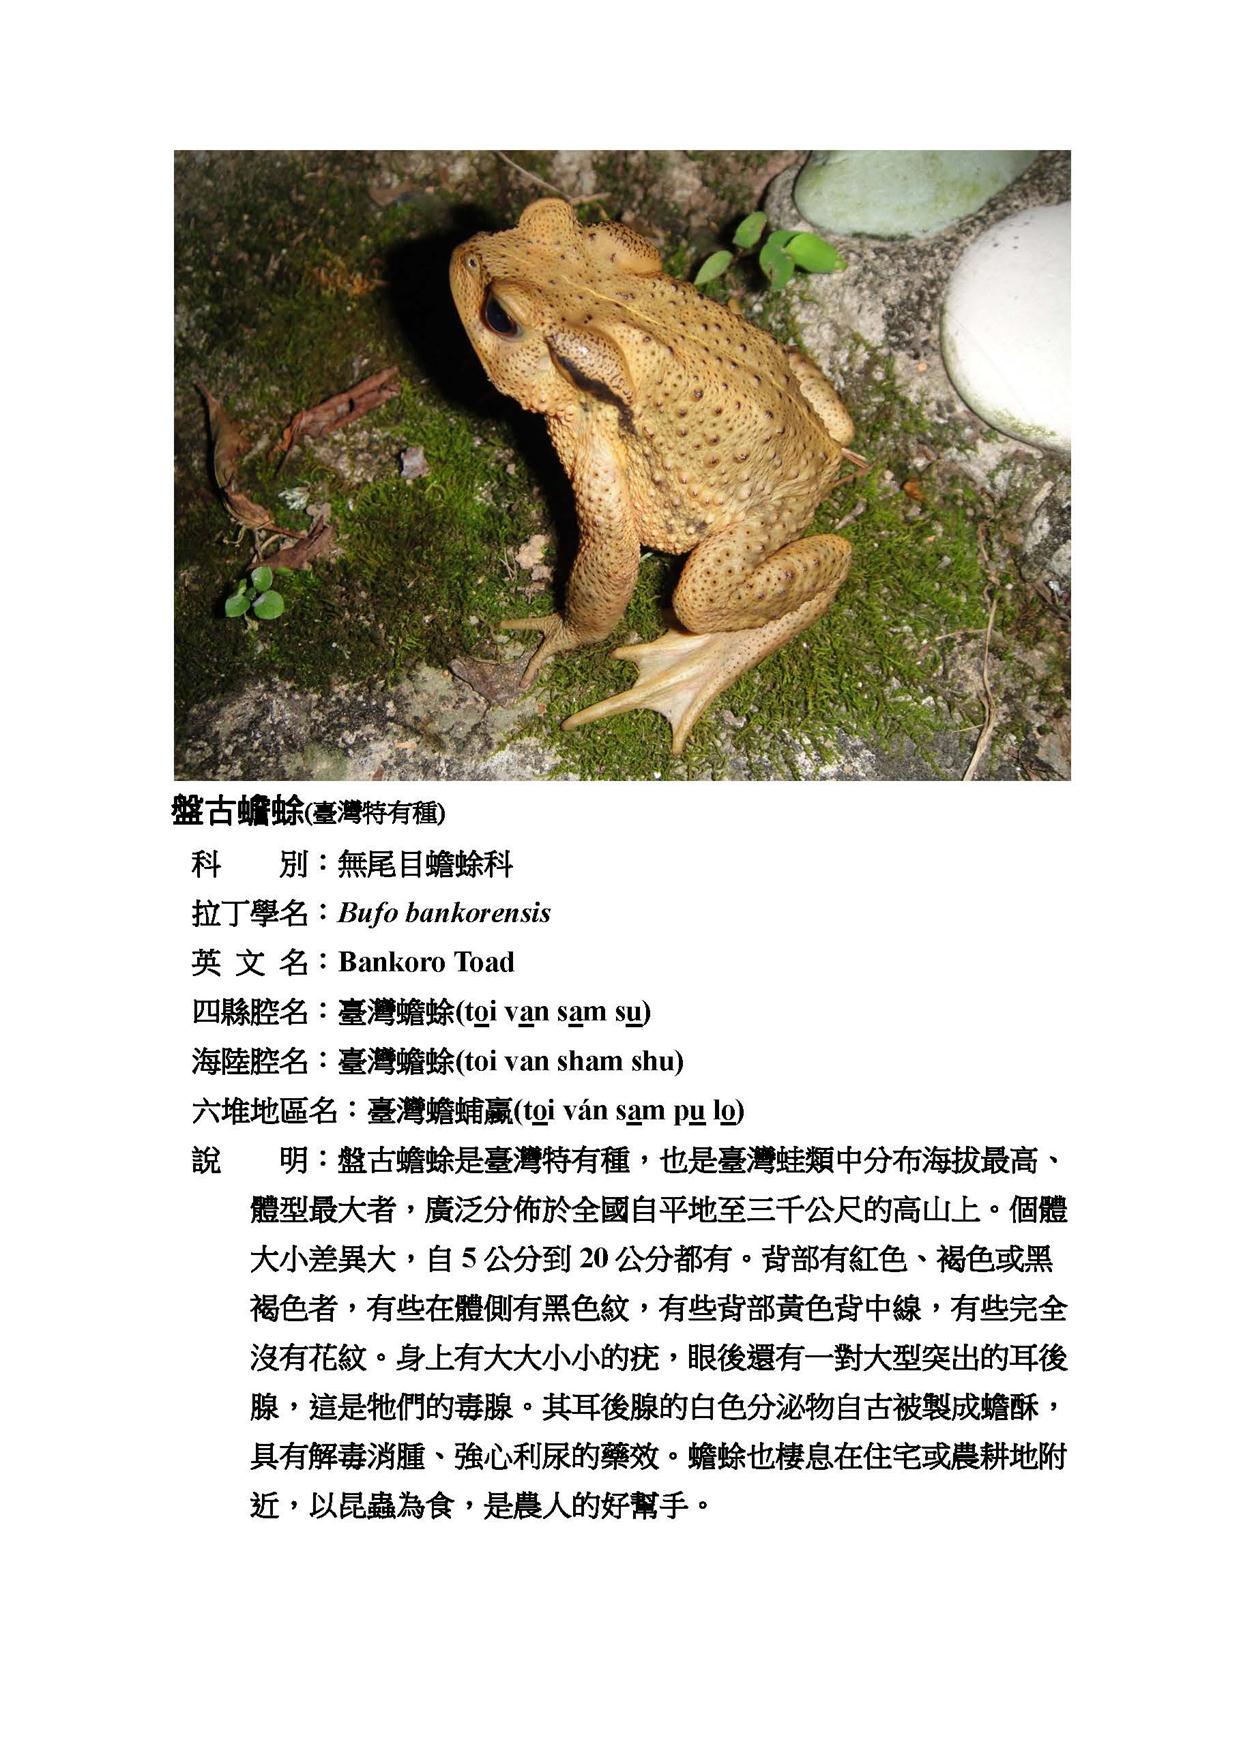 盤古蟾蜍(臺灣特有種)
科　　別：無尾目蟾蜍科
拉丁學名：Bufo bankorensis
英 文 名：Bankoro Toad
四縣腔名：臺灣蟾蜍(to̲i va̲n sa̲m su̲)
海陸腔名：臺灣蟾蜍(toi van sham shu)
六堆地區名：臺灣蟾蜅蠃(to̲i ván sa̲m pu̲ lo̲)
說　　明：盤古蟾蜍是臺灣特有種，也是臺灣蛙類中分布海拔最高、
體型最大者，廣泛分佈於全國自平地至三千公尺的高山上。個體
大小差異大，自 5 公分到 20 公分都有。背部有紅色、褐色或黑
褐色者，有些在體側有黑色紋，有些背部黃色背中線，有些完全
沒有花紋。身上有大大小小的疣，眼後還有一對大型突出的耳後
腺，這是牠們的毒腺。其耳後腺的白色分泌物自古被製成蟾酥，
具有解毒消腫、強心利尿的藥效。蟾蜍也棲息在住宅或農耕地附
近，以昆蟲為食，是農人的好幫手。